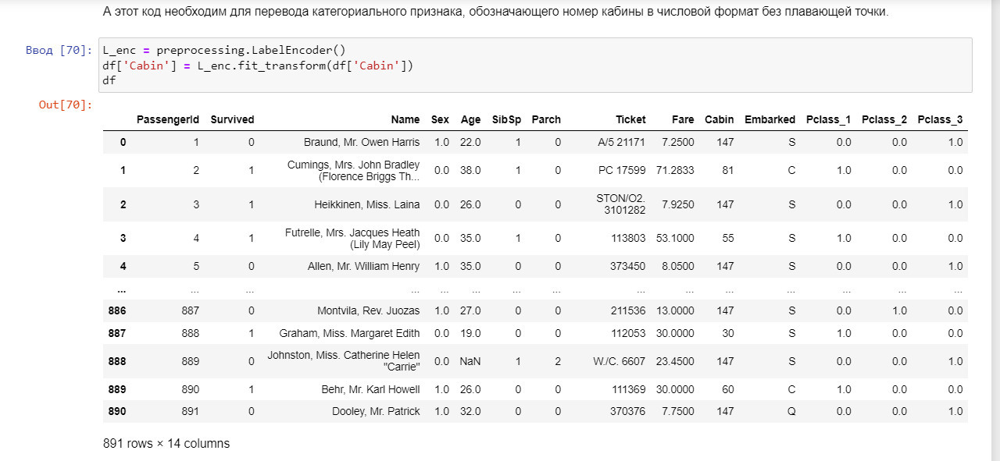 А этот код необходим для перевода категориального признака, обозначающего номер кабины в числовой формат без плавающей точки.
Ввод [70]: L_enc = preprocessing.LabelEncoder()
df['Cabin'] = L_enc.fit_transform(df['Cabin'])
df
Out[70]:
PassengerId Survived Name Sex Age SibSp Parch Ticket Fare Cabin Embarked Pclass_1 Pclass_2 Pclass_3
0 1 0 Braund, Mr. Owen Harris 1.0 22.0 1 0 A/5 21171 7.2500 147 S 0.0 0.0 1.0
1 2 1 Cumings, Mrs. John Bradley (Florence Briggs Th... 0.0 38.0 1 0 PC 17599 71.2833 81 C 1.0 0.0 0.0
2 3 1 Heikkinen, Miss. Laina 0.0 26.0 0 0 STON/O2. 3101282 7.9250 147 S 0.0 0.0 1.0
3 4 1 Futrelle, Mrs. Jacques Heath (Lily May Peel) 0.0 35.0 1 0 113803 53.1000 55 S 1.0 0.0 0.0
4 5 0 Allen, Mr. William Henry 1.0 35.0 0 0 373450 8.0500 147 S 0.0 0.0 1.0
... ... ... ... ... ... ... ... ... ... ... ... ... ... ...
886 887 0 Montvila, Rev. Juozas 1.0 27.0 0 0 211536 13.0000 147 S 0.0 1.0 0.0
887 888 1 Graham, Miss. Margaret Edith 0.0 19.0 0 0 112053 30.0000 30 S 1.0 0.0 0.0
888 889 0 Johnston, Miss. Catherine Helen "Carrie" 0.0 NaN 1 2 W./C. 6607 23.4500 147 S 0.0 0.0 1.0
889 890 1 Behr, Mr. Karl Howell 1.0 26.0 0 0 111369 30.0000 60 C 1.0 0.0 0.0
890 891 0 Dooley, Mr. Patrick 1.0 32.0 0 0 370376 7.7500 147 Q 0.0 0.0 1.0
891 rows × 14 columns